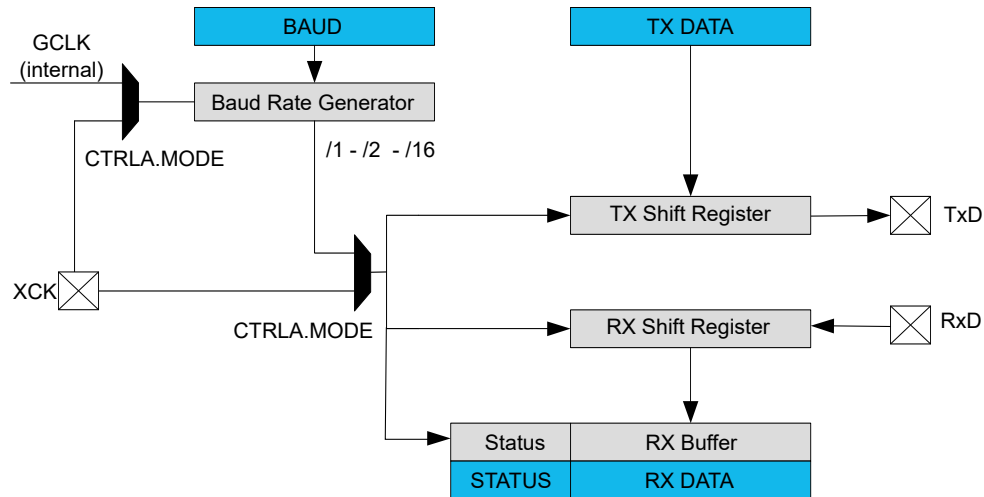 BAUD
TX DATA
GCLK
(internal)
Baud Rate Generator
CTRLA.MODE
/1 - /2 - /16
TX Shift Register
TxD
XCK
CTRLA.MODE
RX Shift Register
RxD
Status
RX Buffer
STATUS
RX DATA